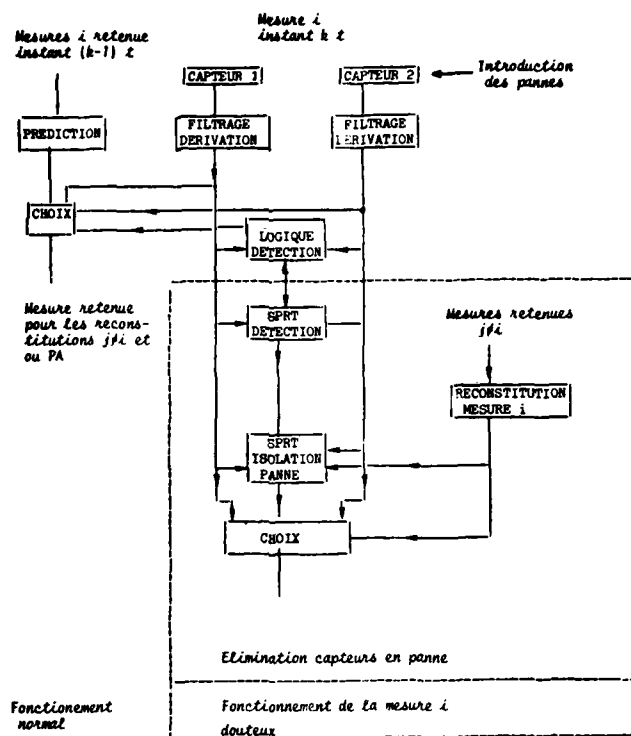 Mesure i
instant k t
Mesures i retenue
instant (k-1) t
CAPTEUR 1
CAPTEUR 2
Introduction
des pannes
PREDICTION
FILTRAGE
DERIVATION
FILTRAGE
DERIVATION
CHOIX
LOGIQUE
DETECTION
Mesure retenue
pour les recons-
titutions j≠i et
ou PA
SPRT
DETECTION
Mesures retenues
j≠i
RECONSTITUTION
MESURE i
SPRT
ISOLATION
PANNE
CHOIX
Elimination capteurs en panne
Fonctionement
normal
Fonctionnement de la mesure i
douteux